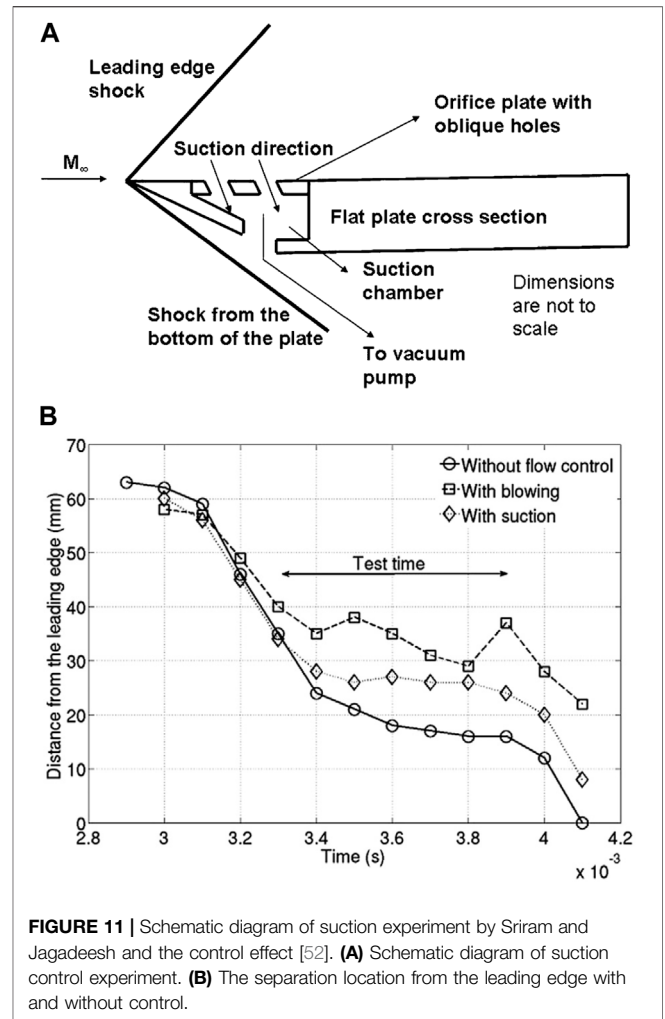 A
Leading edge
shock
Orifice plate with
oblique holes
Suction direction
M∞
Flat plate cross section
Suction
chamber
Dimensions
are not to
scale
Shock from the
bottom of the plate
To vacuum
pump
B
70
60
50
40
30
20
10
0
Distance from the leading edge (mm)
Without flow control
With blowing
With suction
Test time
2.8
3
3.2
3.4
3.6
3.8
4
4.2
Time (s)
x 10⁻³
FIGURE 11 | Schematic diagram of suction experiment by Sriram and
Jagadeesh and the control effect [52]. (A) Schematic diagram of suction
control experiment. (B) The separation location from the leading edge with
and without control.